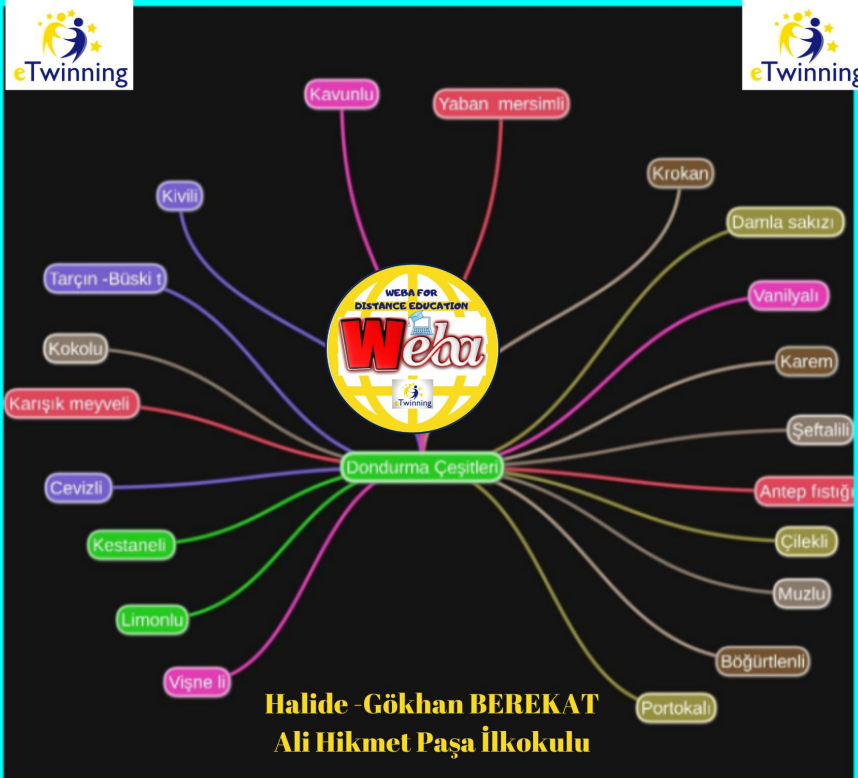 eTwinning
eTwinning
Kavunlu
Yaban mersimli
Krokan
Kivili
Damla sakızı
Tarçın -Büski t
WEBA FOR
DISTANCE EDUCATION
Weba
eTwinning
Vanilyalı
Kokolu
Karem
Karışık meyveli
Şeftalili
Dondurma Çeşitleri
Cevizli
Antep fıstığı
Kestaneli
Çilekli
Muzlu
Limonlu
Böğürtlenli
Vişne li
Portokalı
Halide -Gökhan BEREKAT
Ali Hikmet Paşa İlkokulu